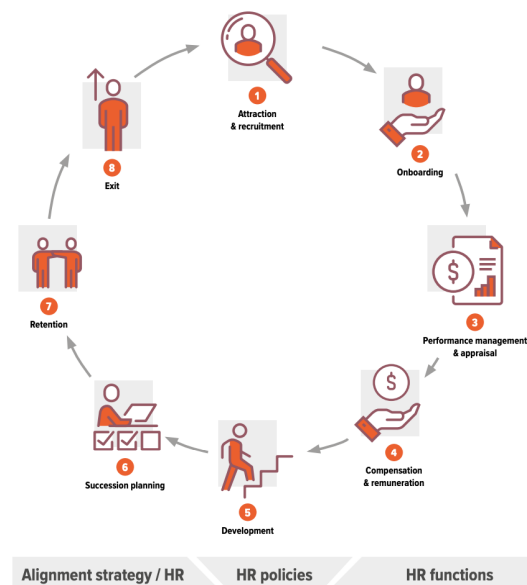 1
Attraction
& recruitment
2
Onboarding
$
3
Performance management
& appraisal
$
4
Compensation
& remuneration
5
Development
6
Succession planning
7
Retention
8
Exit
Alignment strategy / HR
HR policies
HR functions